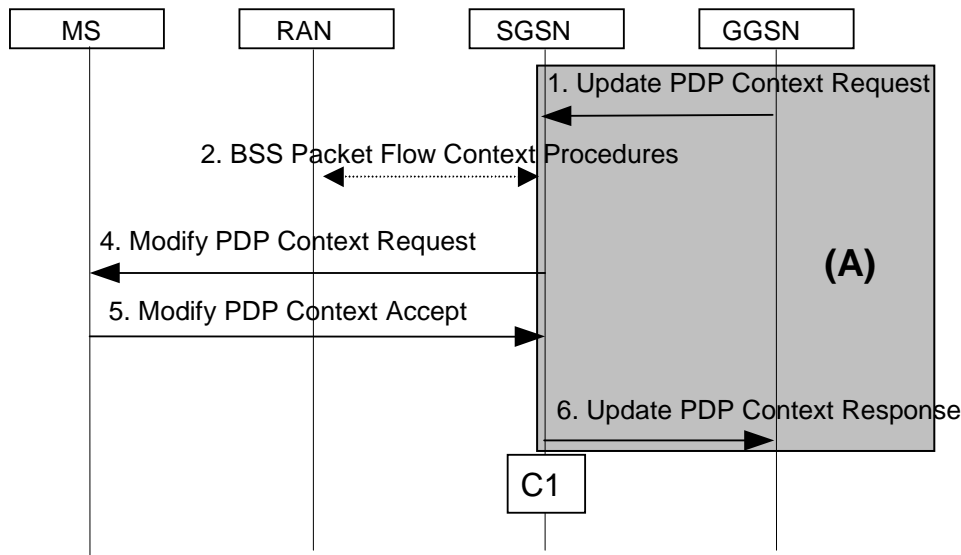 MS
RAN
SGSN
GGSN
1. Update PDP Context Request
2. BSS Packet Flow Context Procedures
4. Modify PDP Context Request
(A)
5. Modify PDP Context Accept
6. Update PDP Context Response
C1